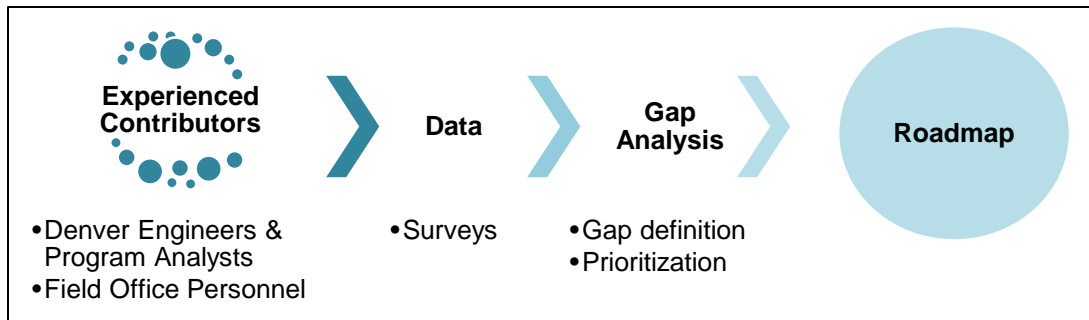 Experienced
Contributors
Data
Gap
Analysis
Roadmap
•Denver Engineers &
Program Analysts
•Field Office Personnel
•Surveys
•Gap definition
•Prioritization